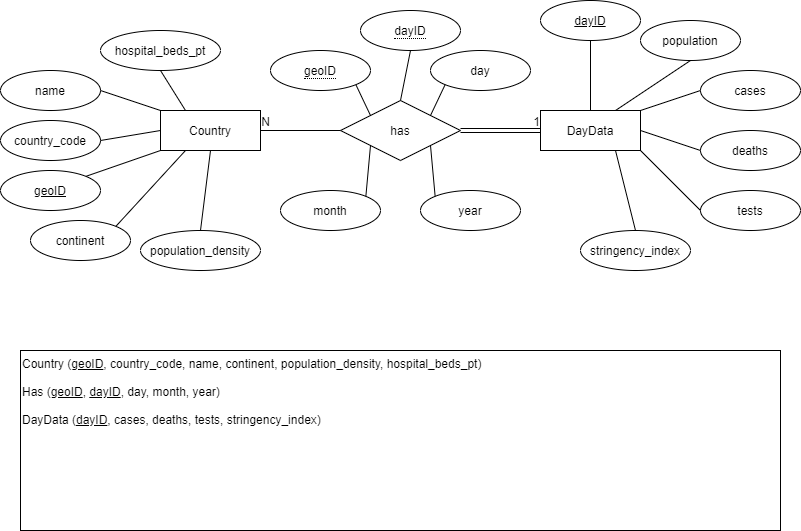 dayID
dayID
population
hospital_beds_pt
geoID
day
name
cases
Country
N
has
1
DayData
country_code
deaths
geoID
month
year
tests
continent
population_density
stringency_index
Country (geoID, country_code, name, continent, population_density, hospital_beds_pt)
Has (geoID, dayID, day, month, year)
DayData (dayID, cases, deaths, tests, stringency_index)